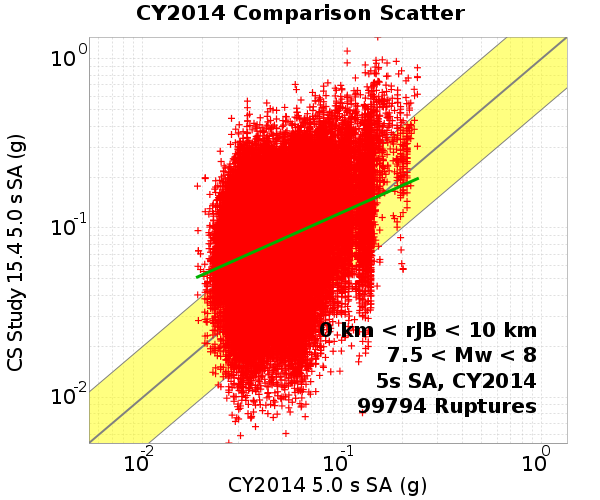 CY2014 Comparison Scatter
CS Study 15.4 5.0 s SA (g)
10^0
10^-1
10^-2
0 km < rJB < 10 km
7.5 < Mw < 8
5s SA, CY2014
99794 Ruptures
10^-2 10^-1 10^0
CY2014 5.0 s SA (g)